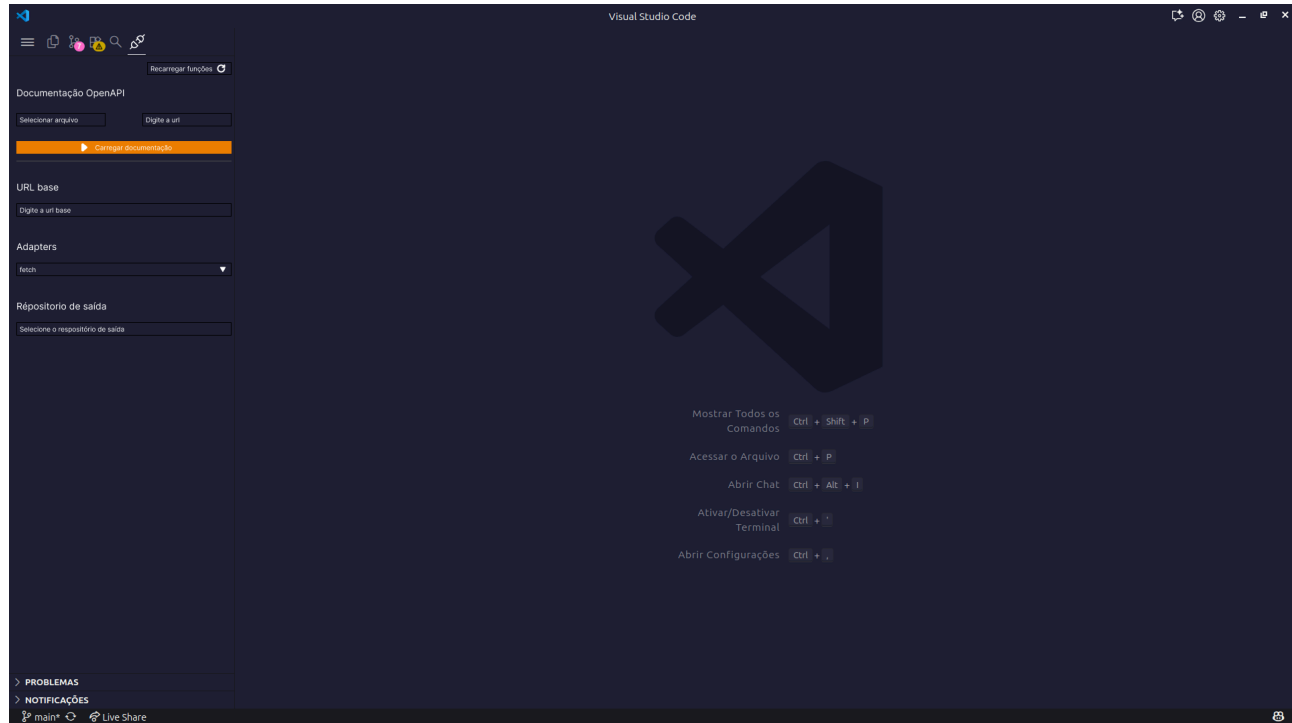 Visual Studio Code
7
Recarregar funções
Documentação OpenAPI
Selecionar arquivo
Digite a url
Carregar documentação
URL base
Digite a url base
Adapters
fetch
Répositorio de saída
Selecione o respositório de saída
Mostrar Todos os
Comandos
Ctrl + Shift + P
Acessar o Arquivo Ctrl + P
Abrir Chat Ctrl + Alt + I
Ativar/Desativar
Terminal
Ctrl + '
Abrir Configurações Ctrl + ,
PROBLEMAS
NOTIFICAÇÕES
main* Live Share